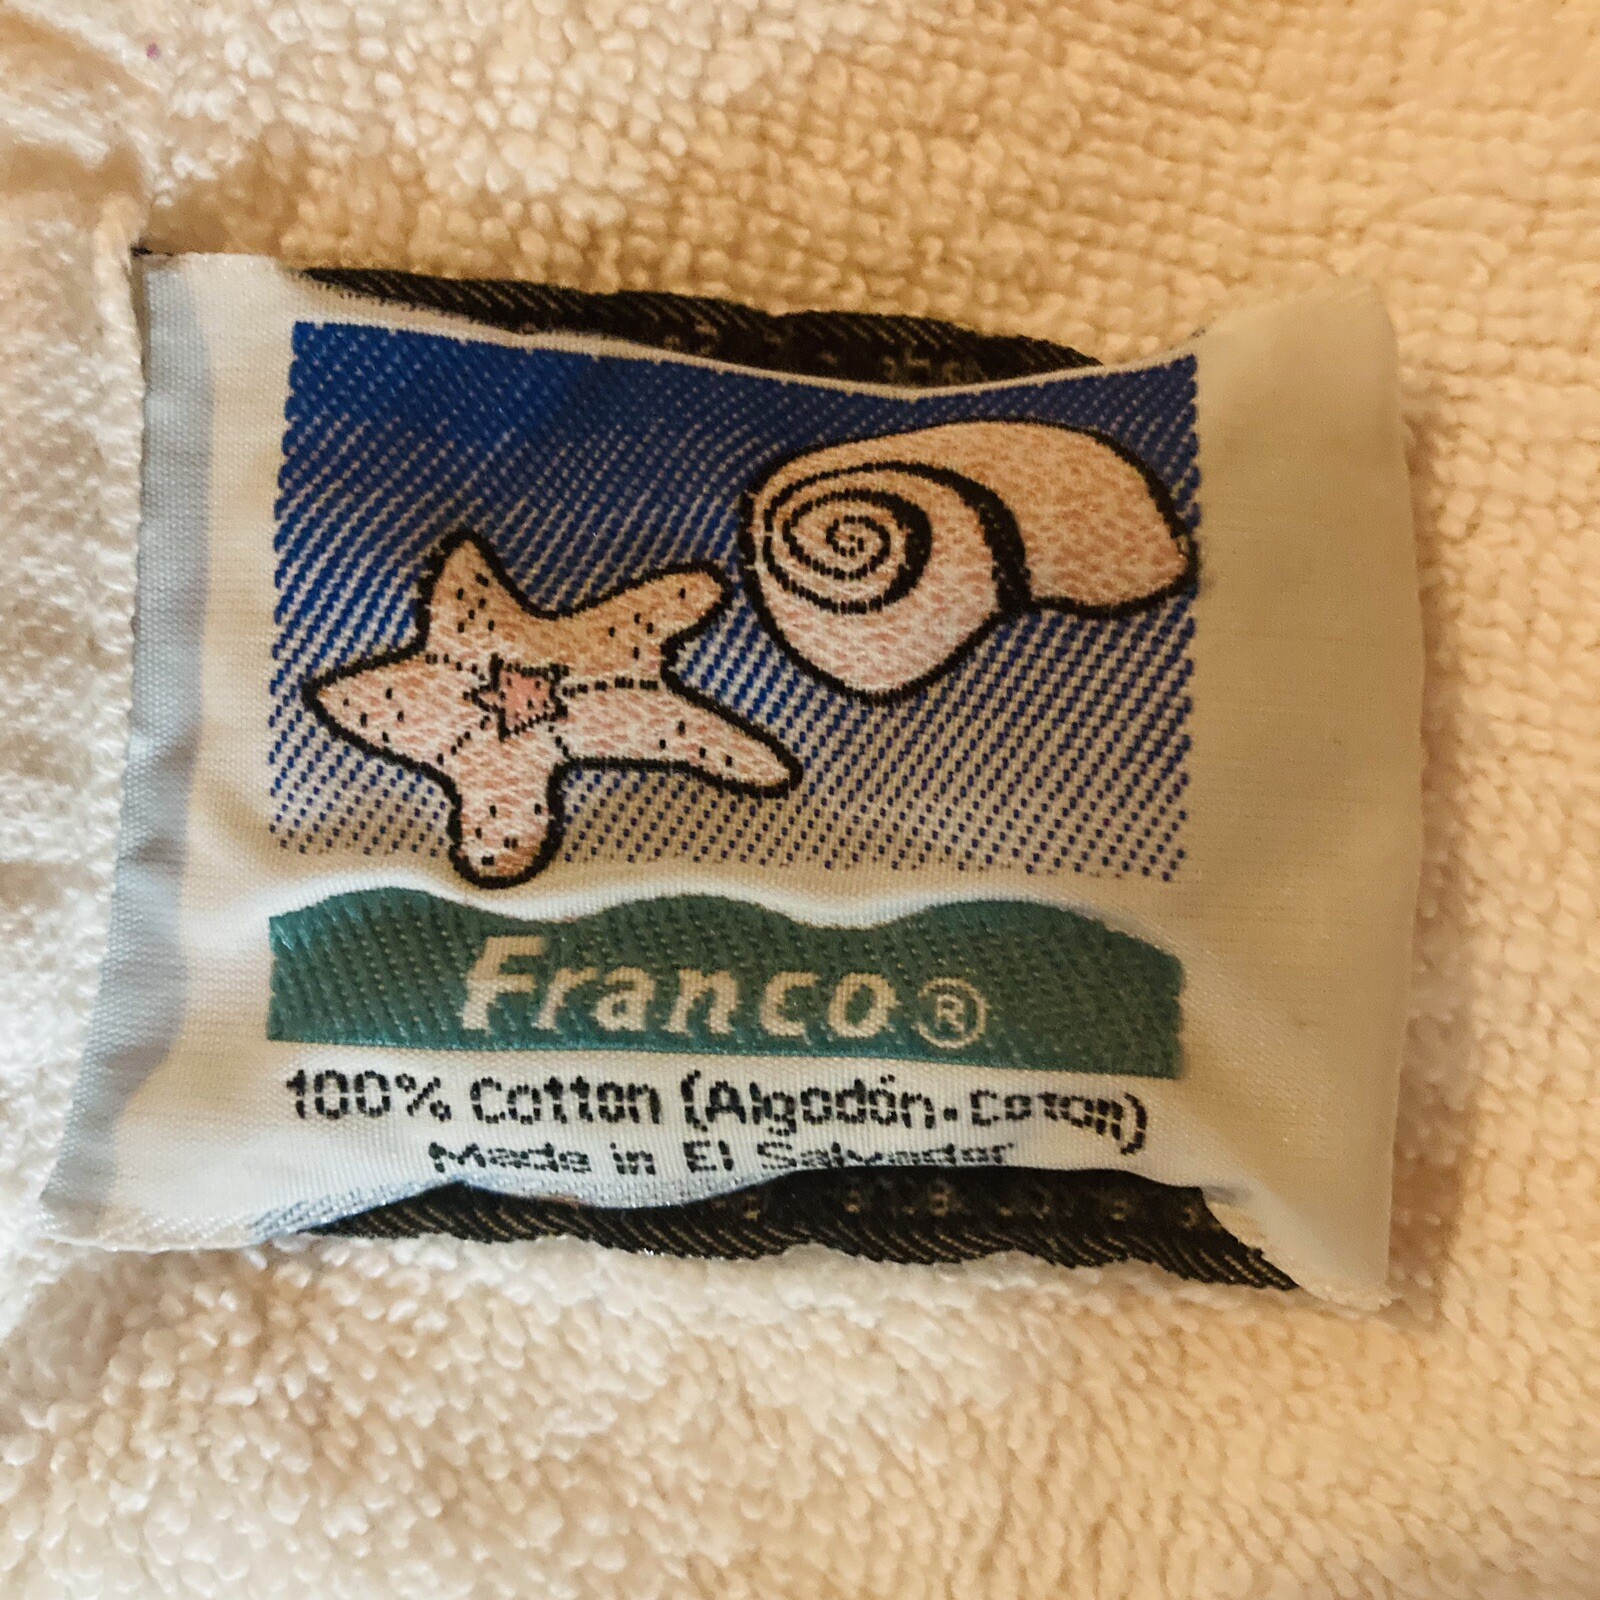 Franco®
100% Cotton (Algodón-Coton)
Made in El Salvador